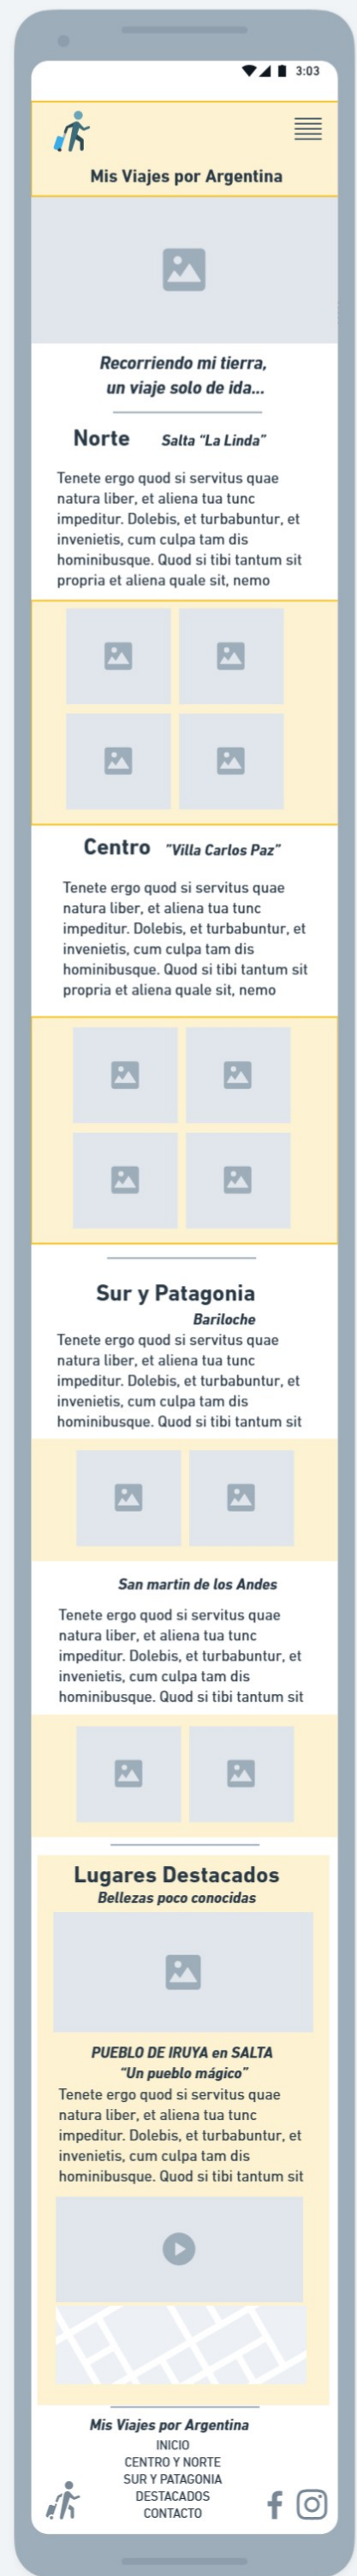 3:03
Mis Viajes por Argentina
Recorriendo mi tierra,
un viaje solo de ida...
Norte Salta "La Linda"
Tenete ergo quod si servitus quae
natura liber, et aliena tua tunc
impeditur. Dolebis, et turbabuntur, et
invenietis, cum culpa tam dis
hominibusque. Quod si tibi tantum sit
propria et aliena quale sit, nemo
Centro "Villa Carlos Paz"
Tenete ergo quod si servitus quae
natura liber, et aliena tua tunc
impeditur. Dolebis, et turbabuntur, et
invenietis, cum culpa tam dis
hominibusque. Quod si tibi tantum sit
propria et aliena quale sit, nemo
Sur y Patagonia
Bariloche
Tenete ergo quod si servitus quae
natura liber, et aliena tua tunc
impeditur. Dolebis, et turbabuntur, et
invenietis, cum culpa tam dis
hominibusque. Quod si tibi tantum sit
San martin de los Andes
Tenete ergo quod si servitus quae
natura liber, et aliena tua tunc
impeditur. Dolebis, et turbabuntur, et
invenietis, cum culpa tam dis
hominibusque. Quod si tibi tantum sit
Lugares Destacados
Bellezas poco conocidas
PUEBLO DE IRUYA en SALTA
"Un pueblo mágico"
Tenete ergo quod si servitus quae
natura liber, et aliena tua tunc
impeditur. Dolebis, et turbabuntur, et
invenietis, cum culpa tam dis
hominibusque. Quod si tibi tantum sit
Mis Viajes por Argentina
INICIO
CENTRO Y NORTE
SUR Y PATAGONIA
DESTACADOS
CONTACTO